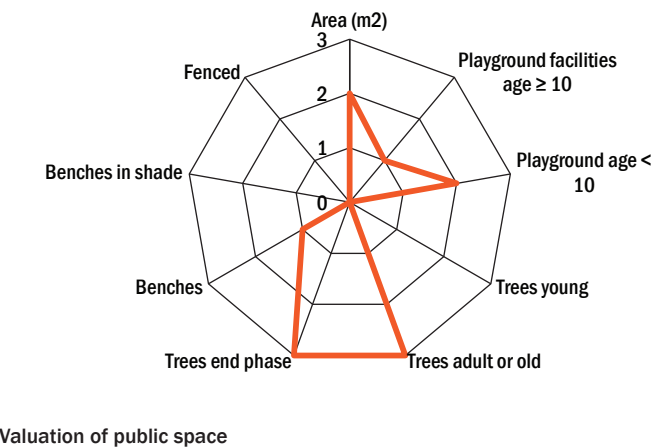 Area (m2)
3
Playground facilities
age ≥ 10
Fenced
2
1
Playground age <
10
Benches in shade
0
Benches
Trees young
Trees end phase
Trees adult or old
Valuation of public space